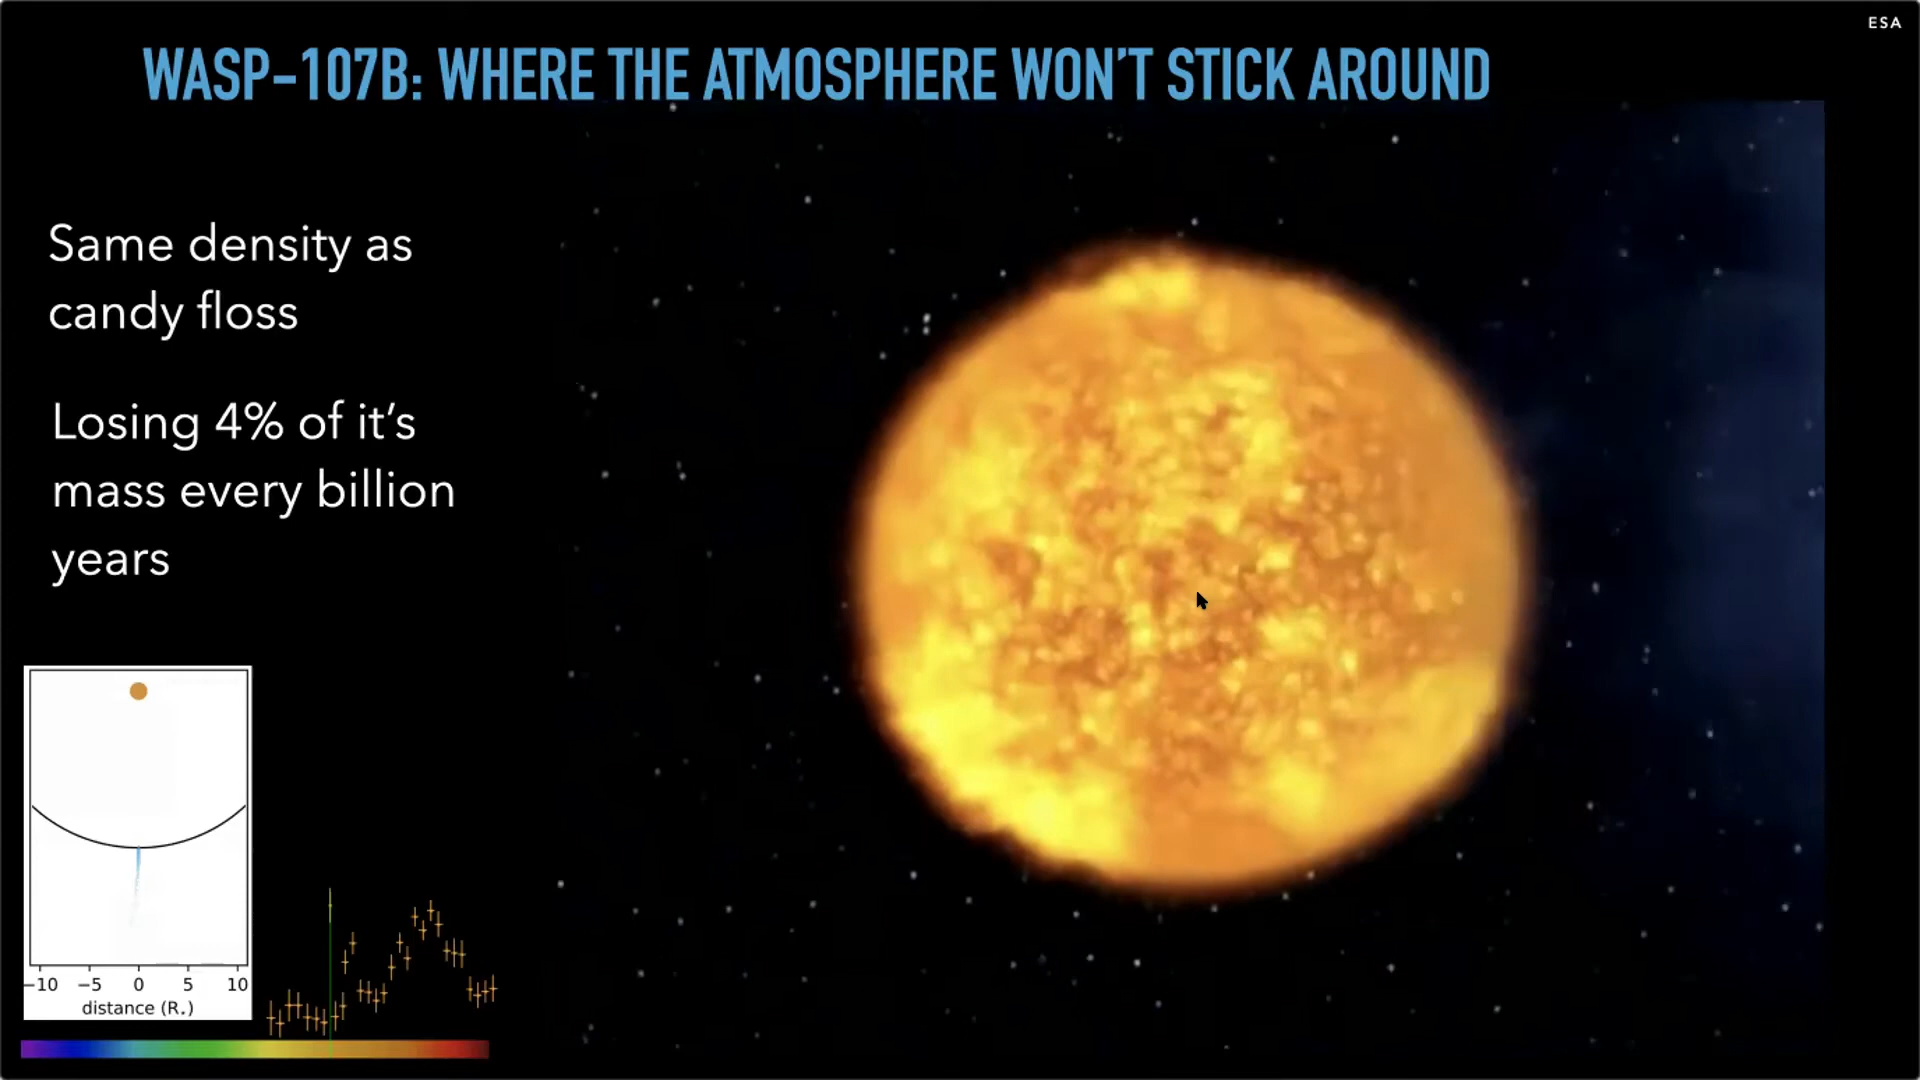 ESA
WASP-107B: WHERE THE ATMOSPHERE WON'T STICK AROUND
Same density as
candy floss
Losing 4% of it's
mass every billion
years
−10 −5 0 5 10
distance (R⋆)